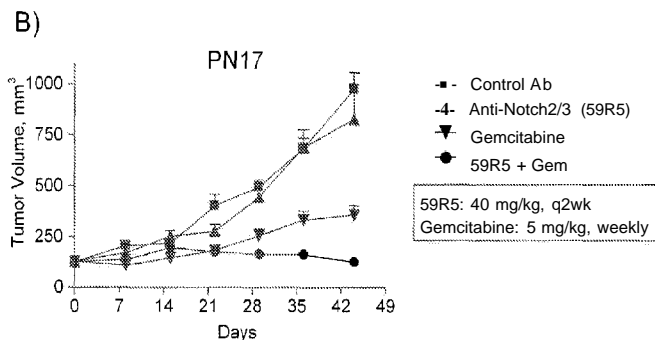 B)
PN17
Tumor Volume, mm³
1000
750
500
250
0
0 7 14 21 28 35 42 49
Days
Control Ab
-4- Anti-Notch2/3 (59R5)
Gemcitabine
59R5 + Gem
59R5: 40 mg/kg, q2wk
Gemcitabine: 5 mg/kg, weekly